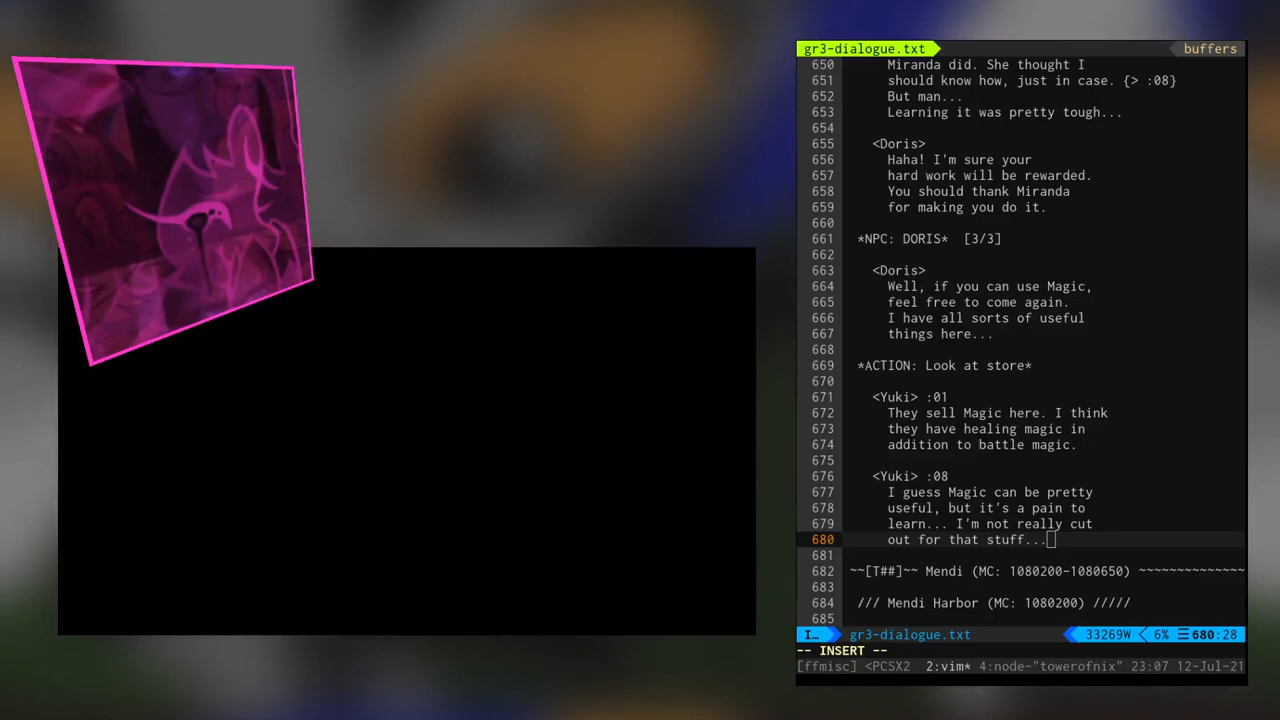 gr3-dialogue.txt buffers
650 Miranda did. She thought I
651 should know how, just in case. {> :08}
652 But man...
653 Learning it was pretty tough...
654
655 <Doris>
656 Haha! I'm sure your
657 hard work will be rewarded.
658 You should thank Miranda
659 for making you do it.
660
661 *NPC: DORIS* [3/3]
662
663 <Doris>
664 Well, if you can use Magic,
665 feel free to come again.
666 I have all sorts of useful
667 things here...
668
669 *ACTION: Look at store*
670
671 <Yuki> :01
672 They sell Magic here. I think
673 they have healing magic in
674 addition to battle magic.
675
676 <Yuki> :08
677 I guess Magic can be pretty
678 useful, but it's a pain to
679 learn... I'm not really cut
680 out for that stuff...
681
682 ~~[T##]~~ Mendi (MC: 1080200-1080650) ~~~~~~~~~~~~~~
683
684 /// Mendi Harbor (MC: 1080200) /////
685
I… gr3-dialogue.txt 33269W 6% ☰680:28
-- INSERT --
[ffmisc] <PCSX2 2:vim* 4:node-"towerofnix" 23:07 12-Jul-21